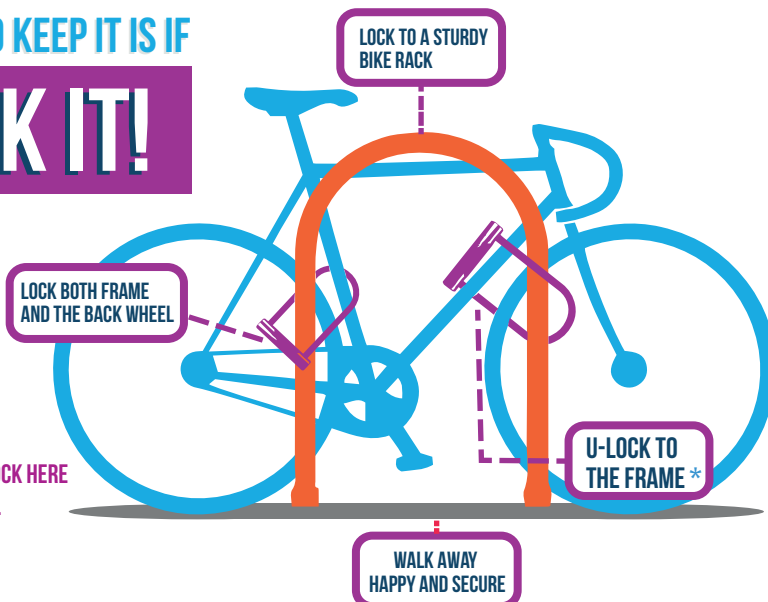 KEEP IT IS IF
IT!
LOCK TO A STURDY
BIKE RACK
LOCK BOTH FRAME
AND THE BACK WHEEL
HERE
U-LOCK TO
THE FRAME *
WALK AWAY
HAPPY AND SECURE